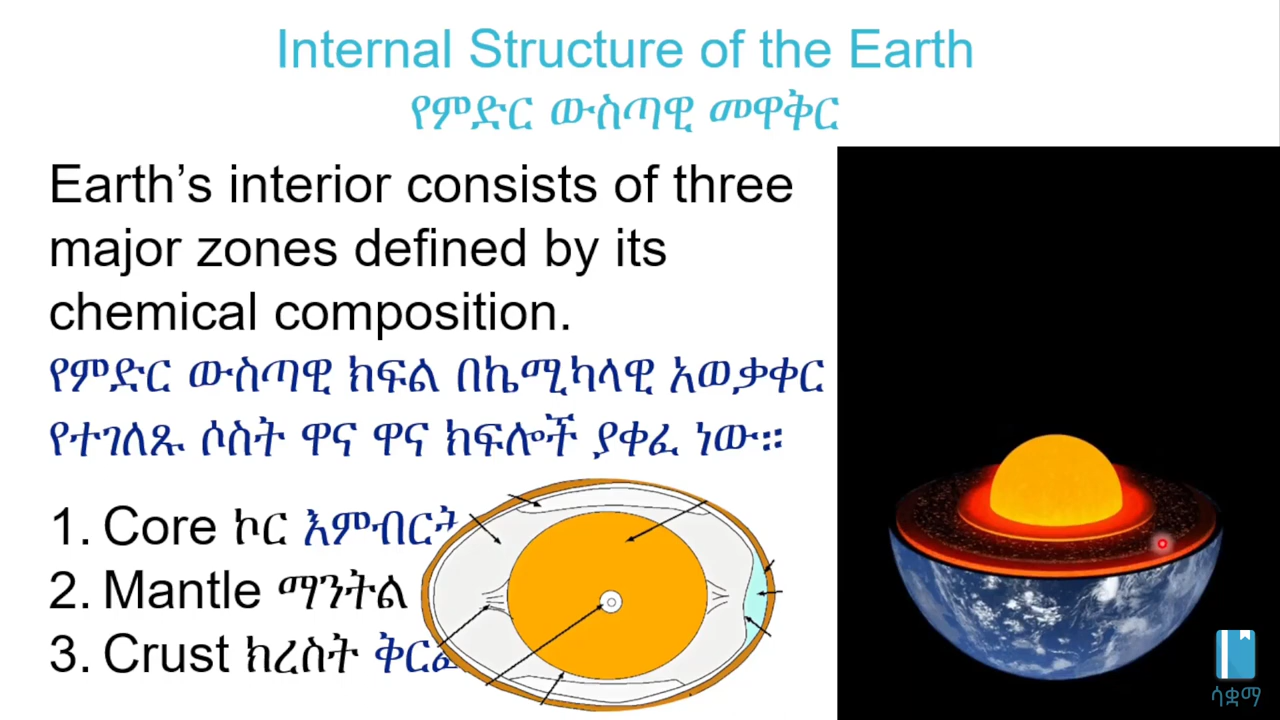 Internal Structure of the Earth
የምድር ውስጣዊ መዋቅር
Earth’s interior consists of three
major zones defined by its
chemical composition.
የምድር ውስጣዊ ክፍል በኬሚካላዊ አወቃቀር
የተገለጹ ሶስት ዋና ዋና ክፍሎች ያቀፈ ነው።
1. Core ኮር
2. Mantle ማንትል
3. Crust ክረስት
ሳቋማ